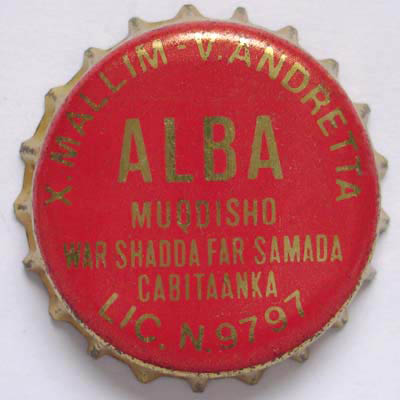 X. MALLIM - V. ANDRETTA
ALBA
MUQDISHO
WAR SHADDA FAR SAMADA
CABITAANKA
LIC. N. 9797